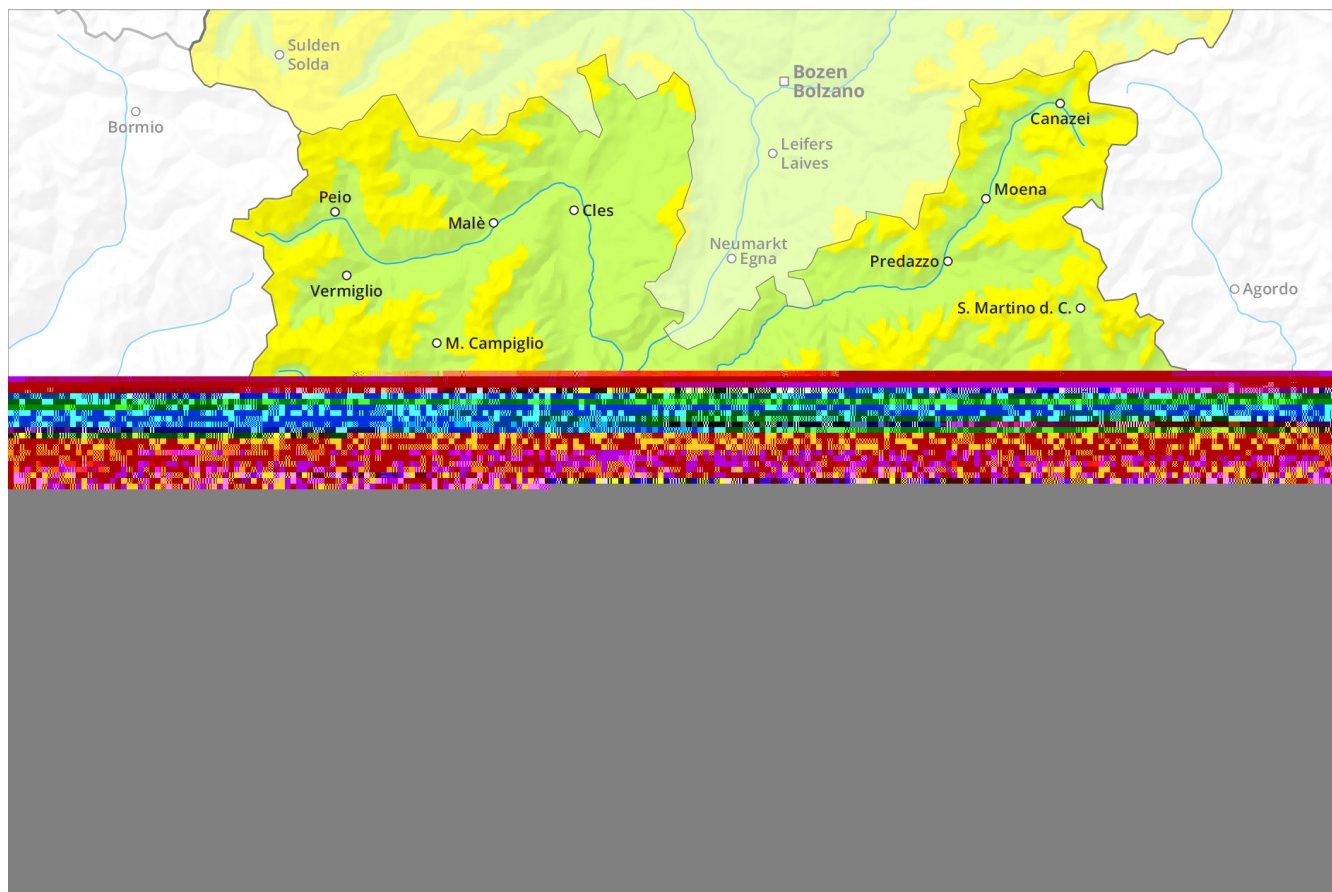 Sulden
Solda
Bozen
Bolzano
Bormio
Canazei
Leifers
Laives
Moena
Peio
Malè
Cles
Neumarkt
Egna
Predazzo
Vermiglio
Agordo
S. Martino d. C.
M. Campiglio